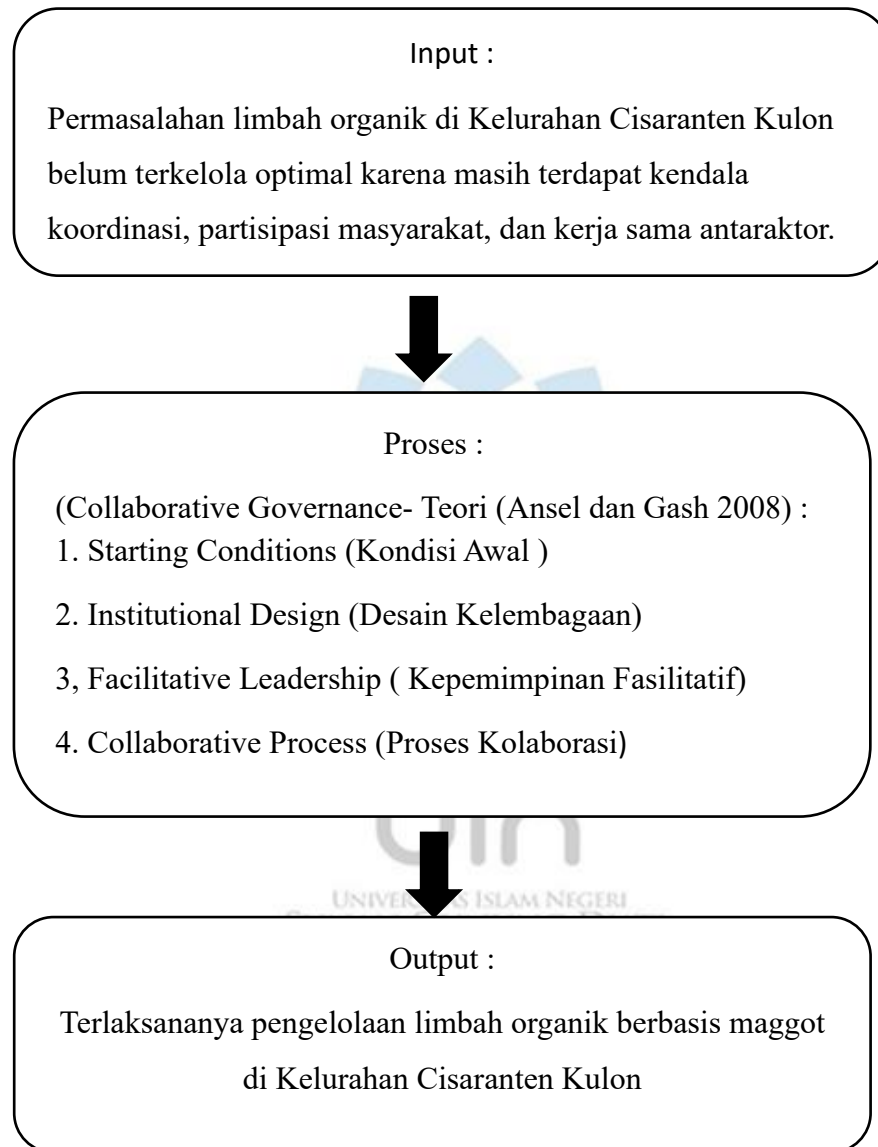 Input :
Permasalahan limbah organik di Kelurahan Cisaranten Kulon
belum terkelola optimal karena masih terdapat kendala
koordinasi, partisipasi masyarakat, dan kerja sama antaraktor.
Proses :
(Collaborative Governance- Teori (Ansel dan Gash 2008) :
1. Starting Conditions (Kondisi Awal )
2. Institutional Design (Desain Kelembagaan)
3, Facilitative Leadership ( Kepemimpinan Fasilitatif)
4. Collaborative Process (Proses Kolaborasi)
uin
ISLAM NEGERI
Output :
Terlaksananya pengelolaan limbah organik berbasis maggot
di Kelurahan Cisaranten Kulon